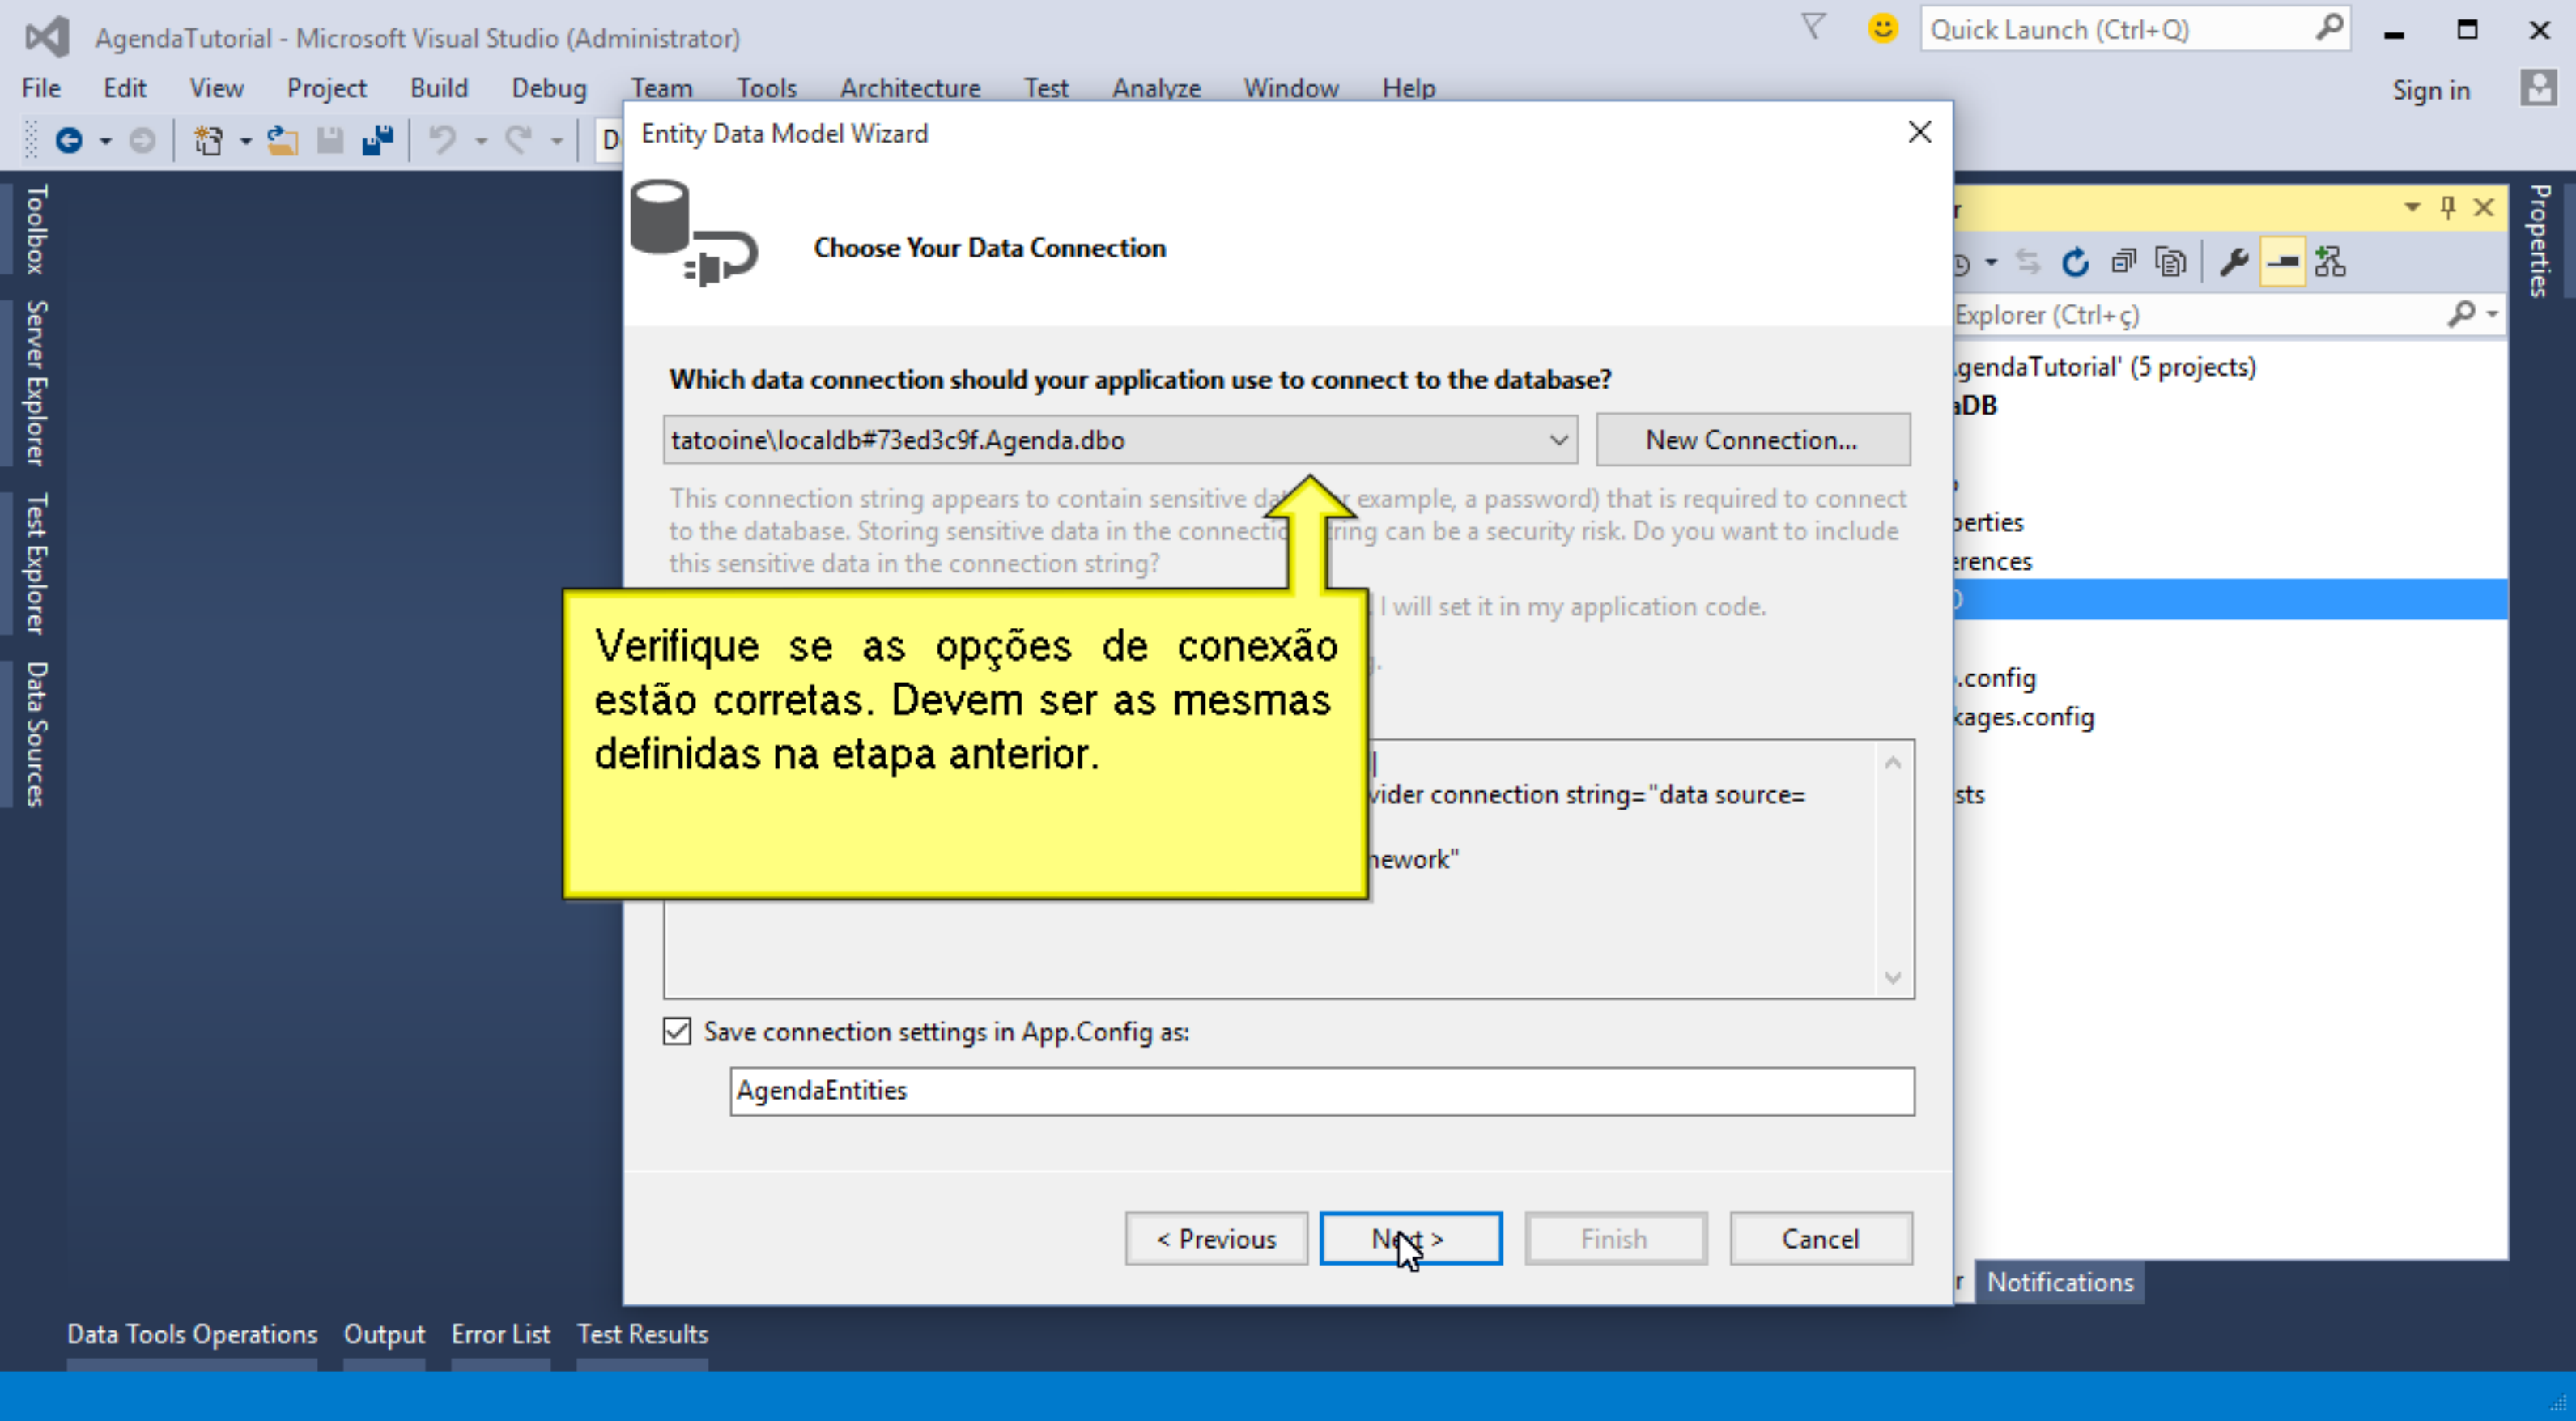 AgendaTutorial - Microsoft Visual Studio (Administrator)
Quick Launch (Ctrl+Q)
File Edit View Project Build Debug Team Tools Architecture Test Analyze Window Help
Sign in
Entity Data Model Wizard
Choose Your Data Connection
Which data connection should your application use to connect to the database?
tatooine\localdb#73ed3c9f.Agenda.dbo
New Connection...
This connection string appears to contain sensitive example, a password) that is required to connect
to the database. Storing sensitive data in the can be a security risk. Do you want to include
this sensitive data in the connection string?
I will set it in my application code.
Verifique se as opções de conexão
estão corretas. Devem ser as mesmas
definidas na etapa anterior.
connection string="data source=
Save connection settings in App.Config as:
AgendaEntities
< Previous
Next >
Finish
Cancel
Toolbox
Server Explorer
Test Explorer
Data Sources
Properties
Explorer (Ctrl+ç)
gendaTutorial' (5 projects)
aDB
perties
erences
.config
kages.config
sts
Notifications
Data Tools Operations Output Error List Test Results